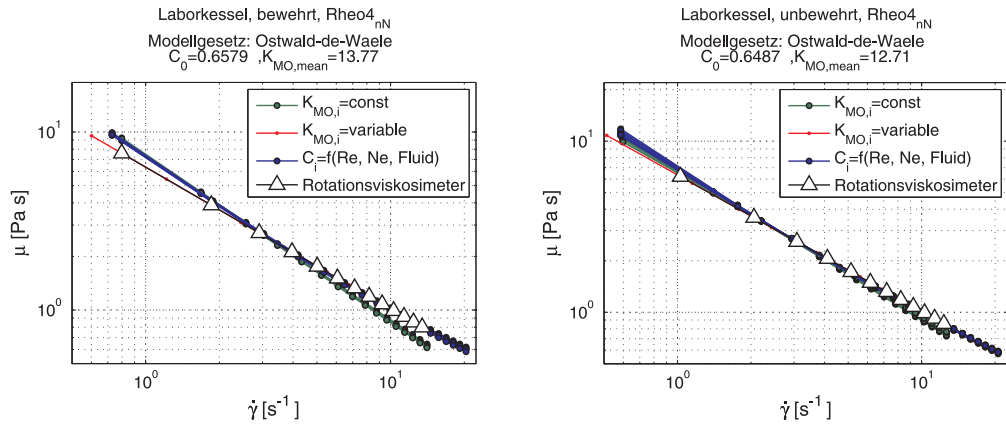 Laborkessel, bewehrt, Rheo4nN
Modellgesetz: Ostwald-de-Waele
C0=0.6579 ,KMO,mean=13.77
KMO,i=const
KMO,i=variable
Ci=f(Re, Ne, Fluid)
Rotationsviskosimeter
10^1
10^0
μ [Pa s]
10^0
10^1
γ̇ [s^-1]
Laborkessel, unbewehrt, Rheo4nN
Modellgesetz: Ostwald-de-Waele
C0=0.6487 ,KMO,mean=12.71
KMO,i=const
KMO,i=variable
Ci=f(Re, Ne, Fluid)
Rotationsviskosimeter
10^1
10^0
μ [Pa s]
10^0
10^1
γ̇ [s^-1]